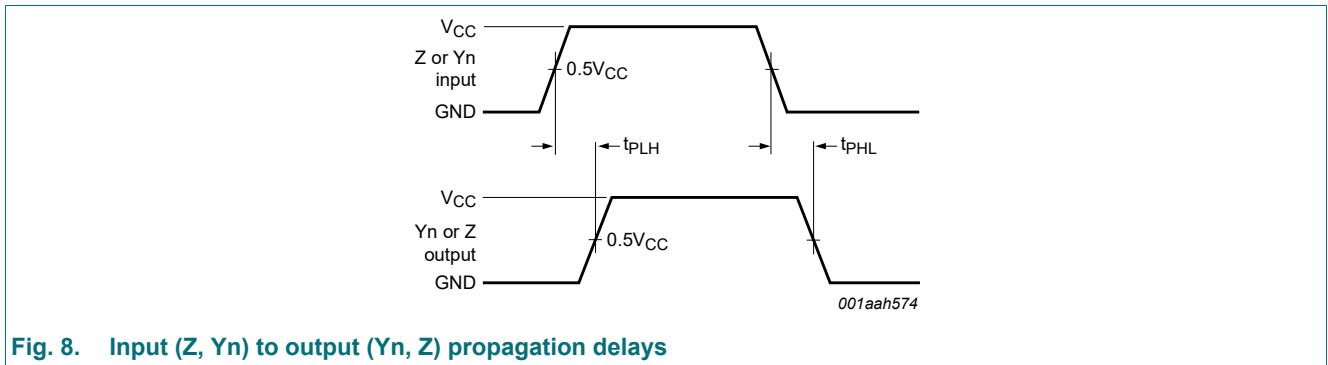 VCC
Z or Yn
input
0.5VCC
GND
tPLH
tPHL
VCC
Yn or Z
output
0.5VCC
GND
001aah574
Fig. 8. Input (Z, Yn) to output (Yn, Z) propagation delays